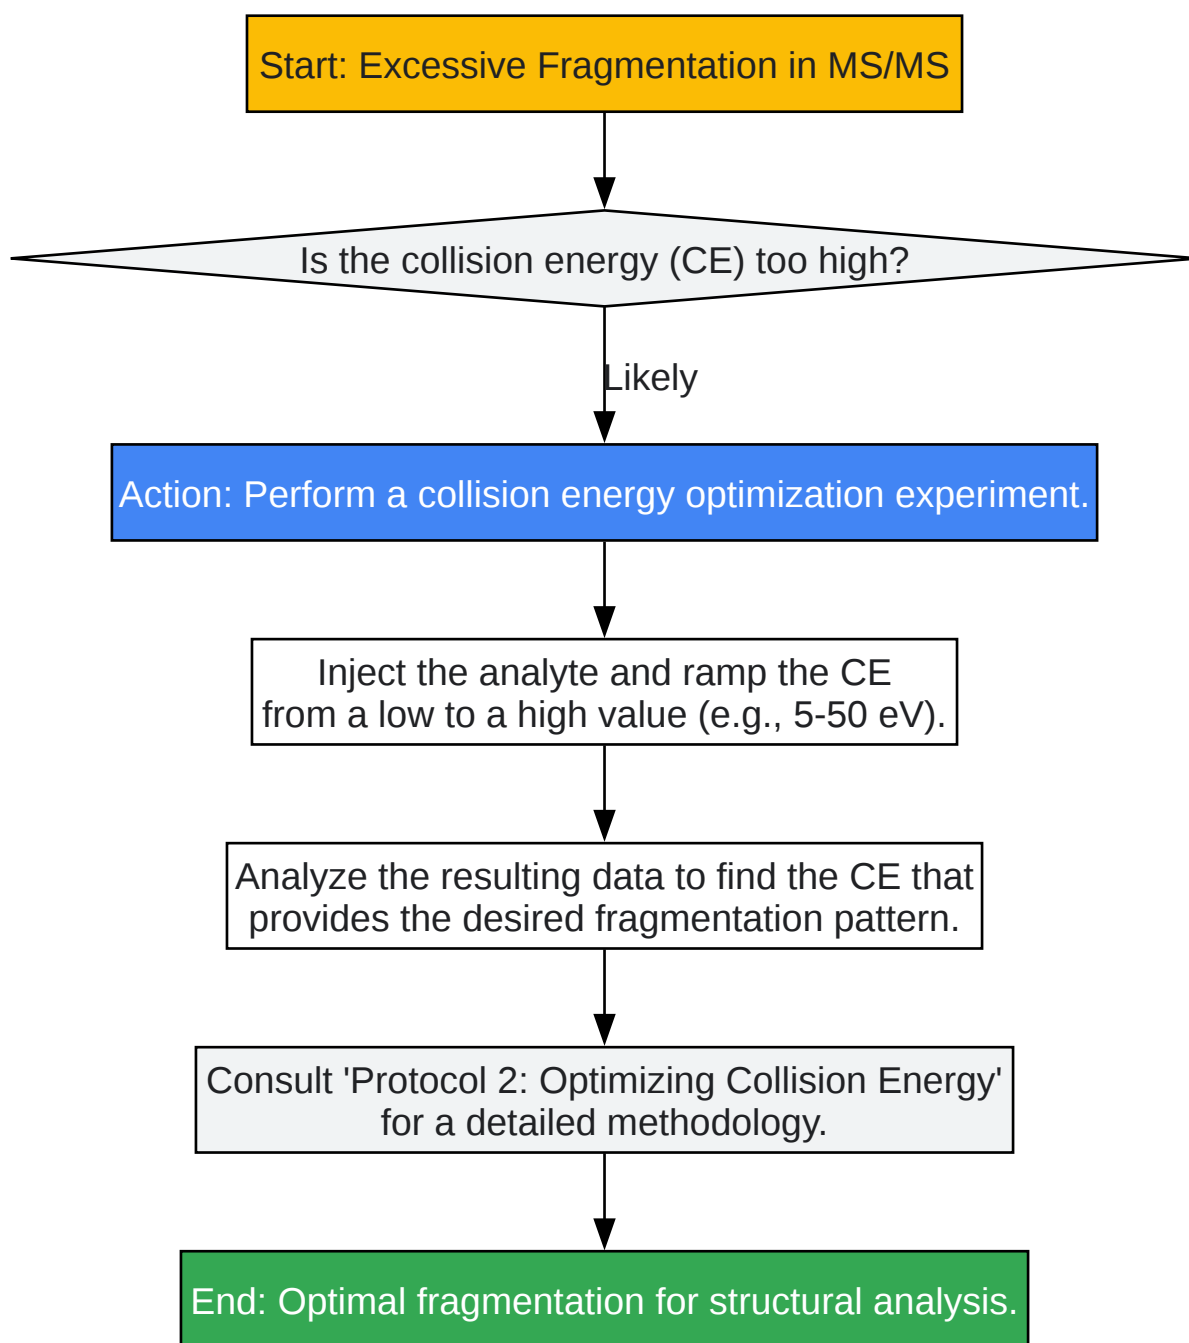 Start: Excessive Fragmentation in MS/MS
Is the collision energy (CE) too high?
Likely
Action: Perform a collision energy optimization experiment.
Inject the analyte and ramp the CE
from a low to a high value (e.g., 5-50 eV).
Analyze the resulting data to find the CE that
provides the desired fragmentation pattern.
Consult 'Protocol 2: Optimizing Collision Energy'
for a detailed methodology.
End: Optimal fragmentation for structural analysis.